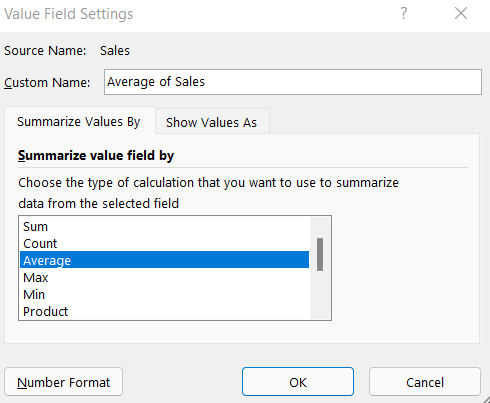 Value Field Settings ? ×
Source Name: Sales
Custom Name: Average of Sales
Summarize Values By Show Values As
Summarize value field by
Choose the type of calculation that you want to use to summarize
data from the selected field
Sum
Count
Average
Max
Min
Product
Number Format OK Cancel